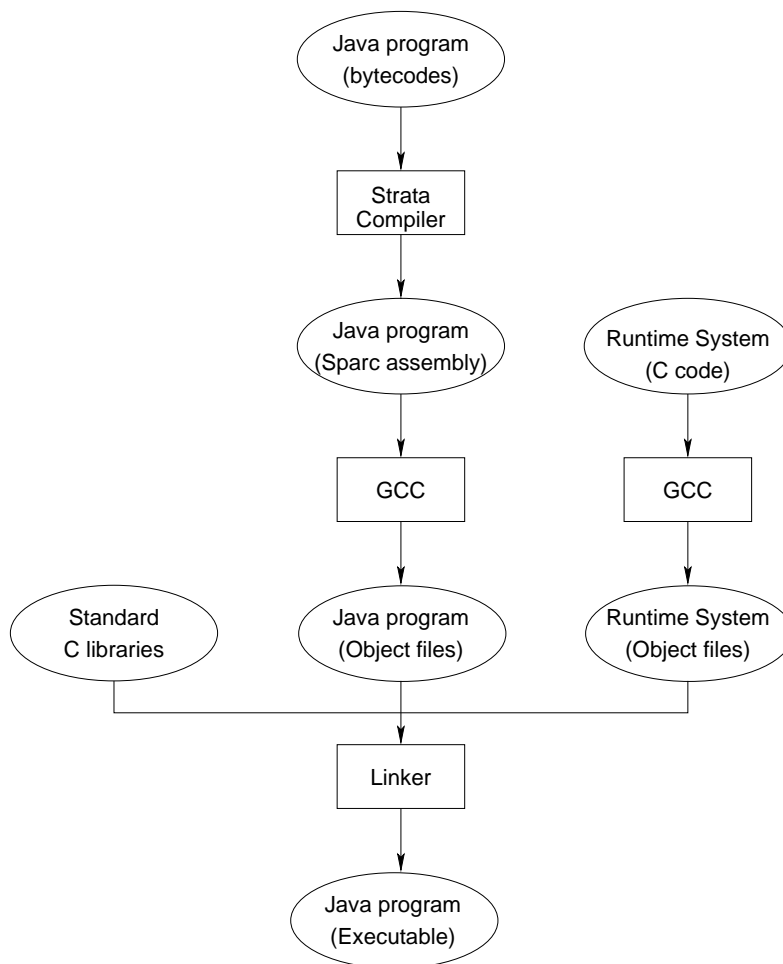 Java program
(bytecodes)
Strata
Compiler
Java program
(Sparc assembly)
Runtime System
(C code)
GCC
GCC
Standard
C libraries
Java program
(Object files)
Runtime System
(Object files)
Linker
Java program
(Executable)